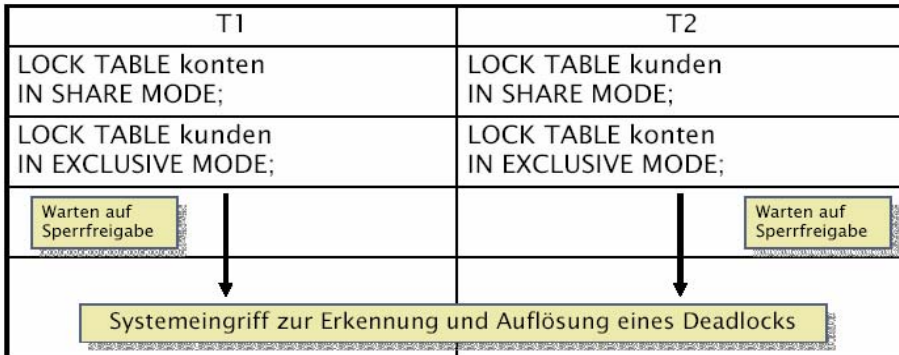 T1
T2
LOCK TABLE konten
IN SHARE MODE;
LOCK TABLE kunden
IN SHARE MODE;
LOCK TABLE kunden
IN EXCLUSIVE MODE;
LOCK TABLE konten
IN EXCLUSIVE MODE;
Warten auf
Sperrfreigabe
Warten auf
Sperrfreigabe
Systemeingriff zur Erkennung und Auflösung eines Deadlocks